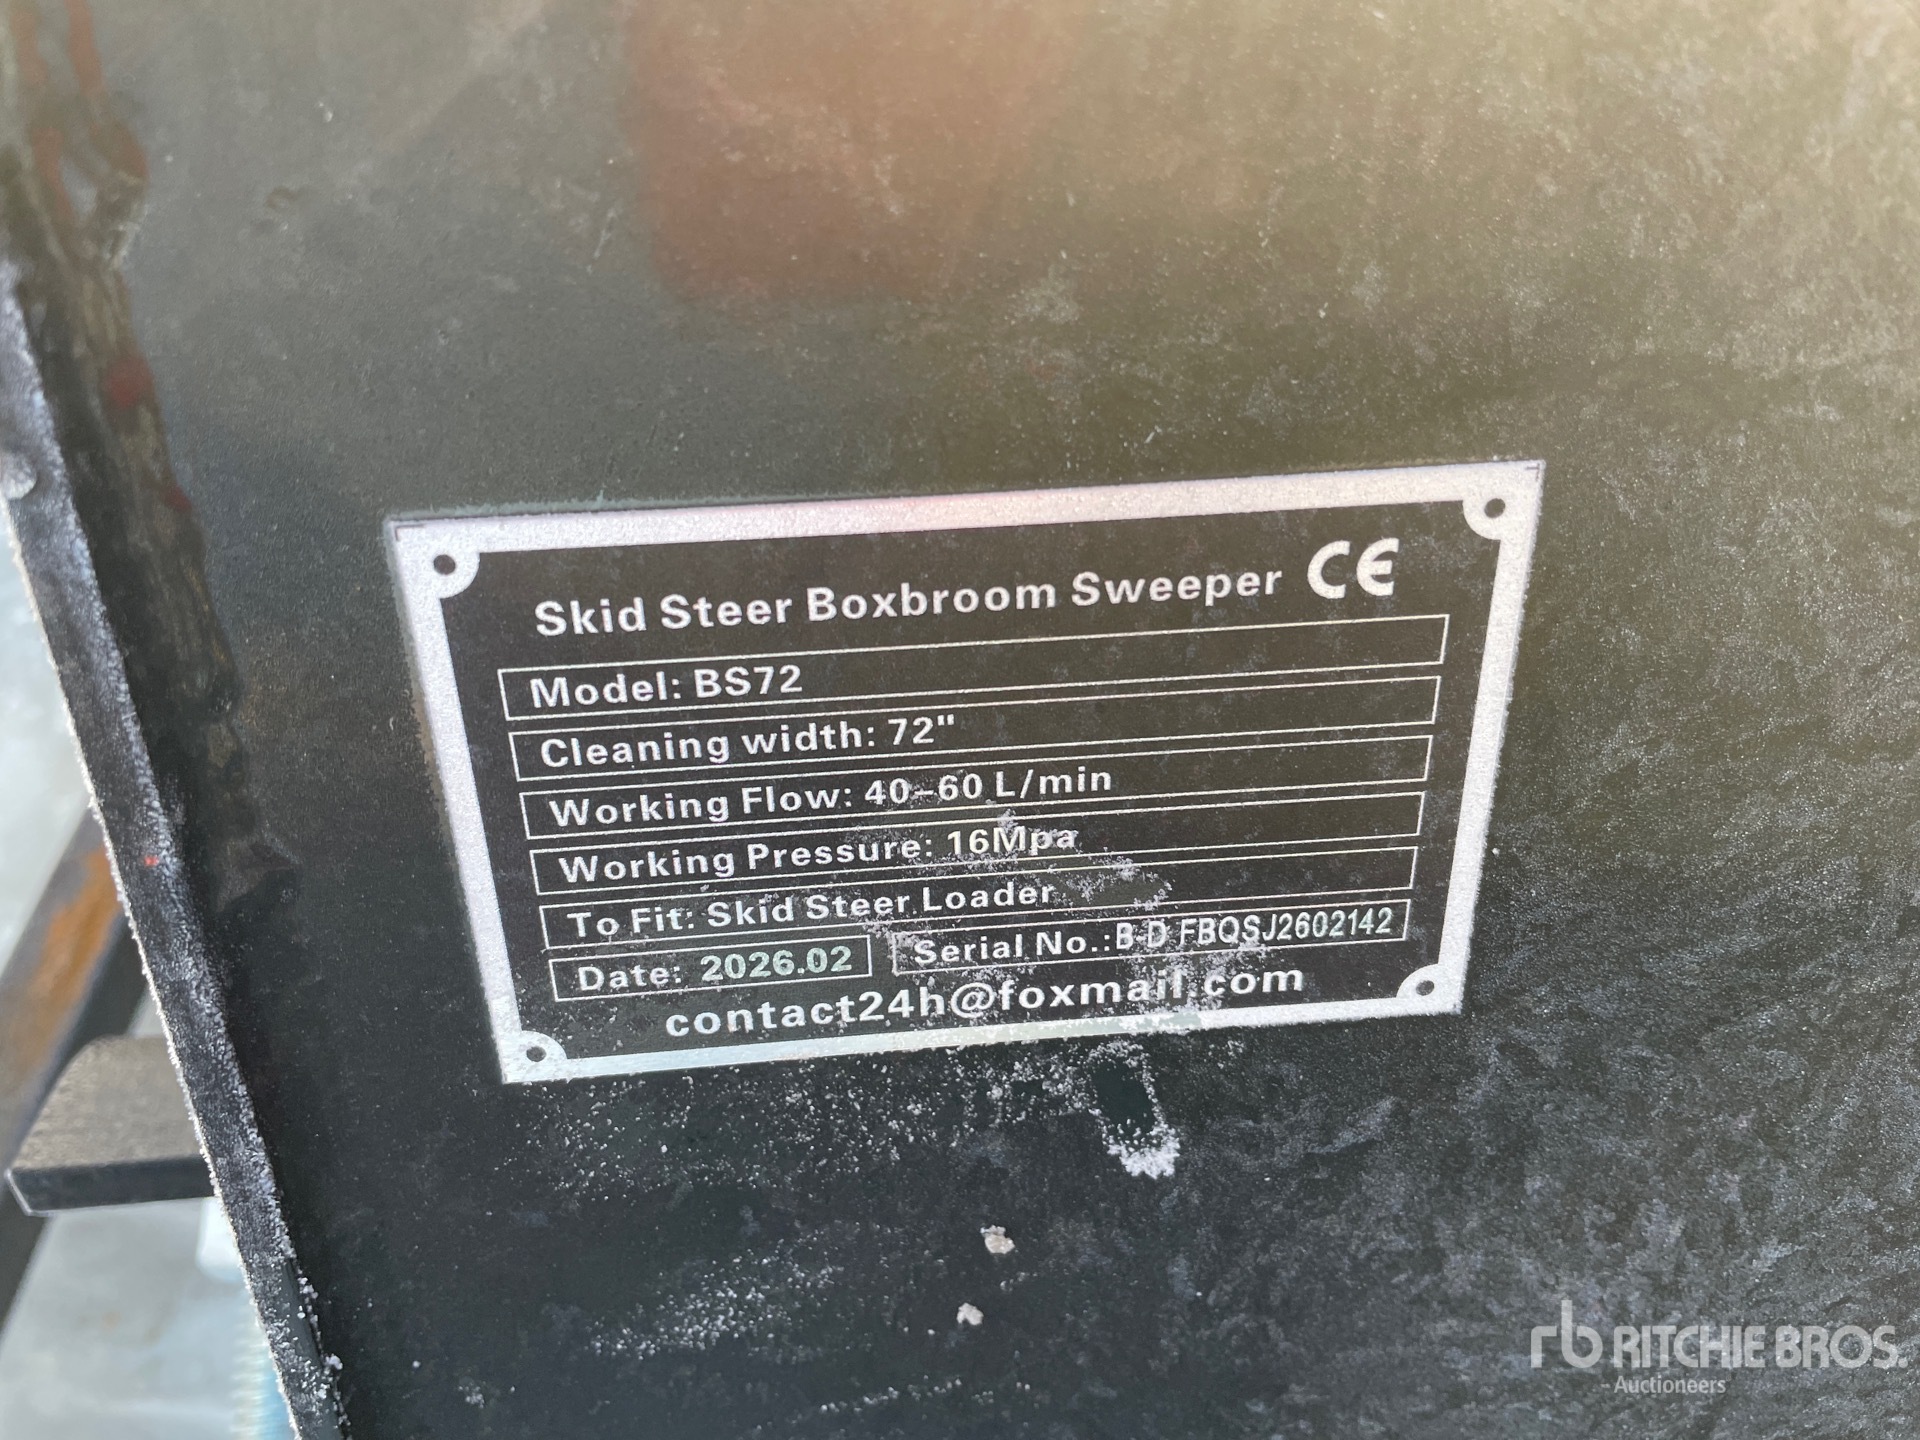 Skid Steer Boxbroom Sweeper CE
Model: BS72
Cleaning width: 72"
Working Flow: 40-60 L/min
Working Pressure: 16Mpa
To Fit: Skid Steer Loader
Date: 2026.02 Serial No.:B-D FBQSJ2602142
contact24h@foxmail.com
rb RITCHIE BROS.
Auctioneers